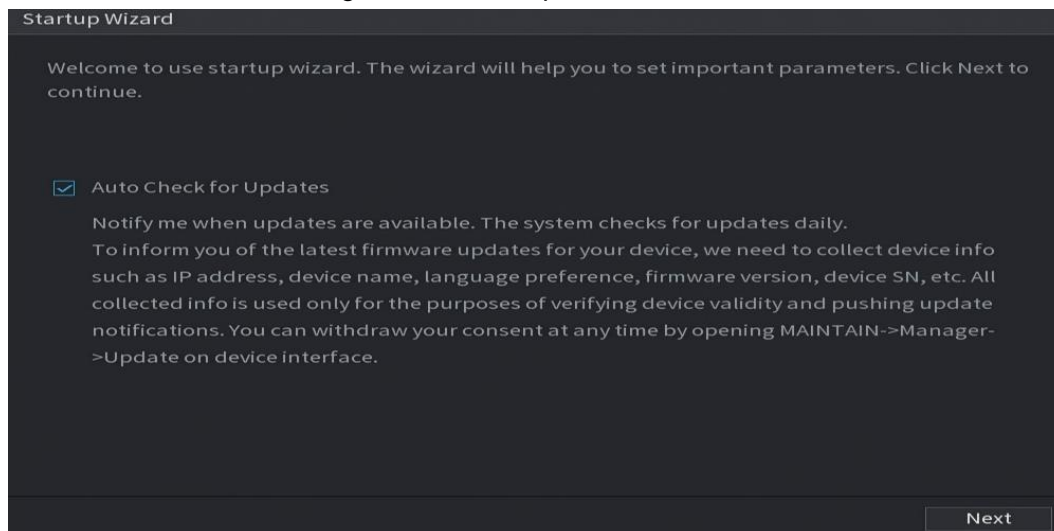 Startup Wizard
Welcome to use startup wizard. The wizard will help you to set important parameters. Click Next to
continue.
Auto Check for Updates
Notify me when updates are available. The system checks for updates daily.
To inform you of the latest firmware updates for your device, we need to collect device info
such as IP address, device name, language preference, firmware version, device SN, etc. All
collected info is used only for the purposes of verifying device validity and pushing update
notifications. You can withdraw your consent at any time by opening MAINTAIN->Manager-
>Update on device interface.
Next